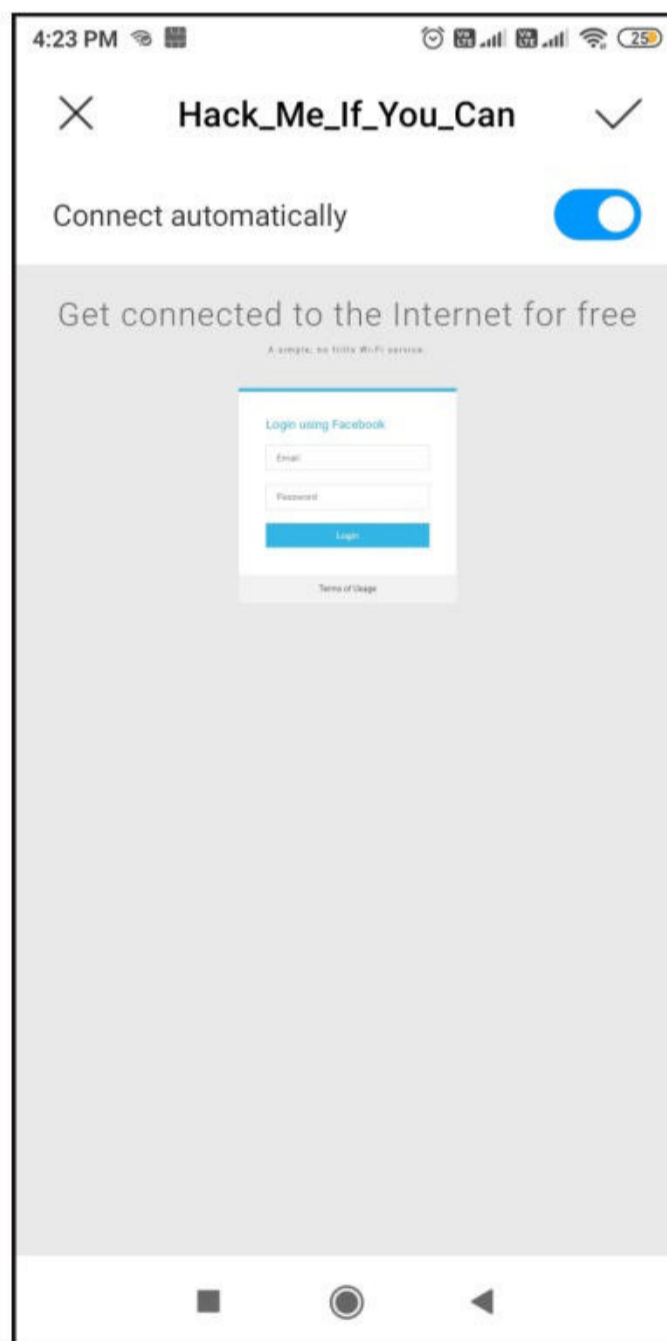 4:23 PM 25
Hack_Me_If_You_Can
Connect automatically
Get connected to the Internet for free
A simple, no frills Wi-Fi service.
Login using Facebook
Email
Password
Login
Terms of Usage